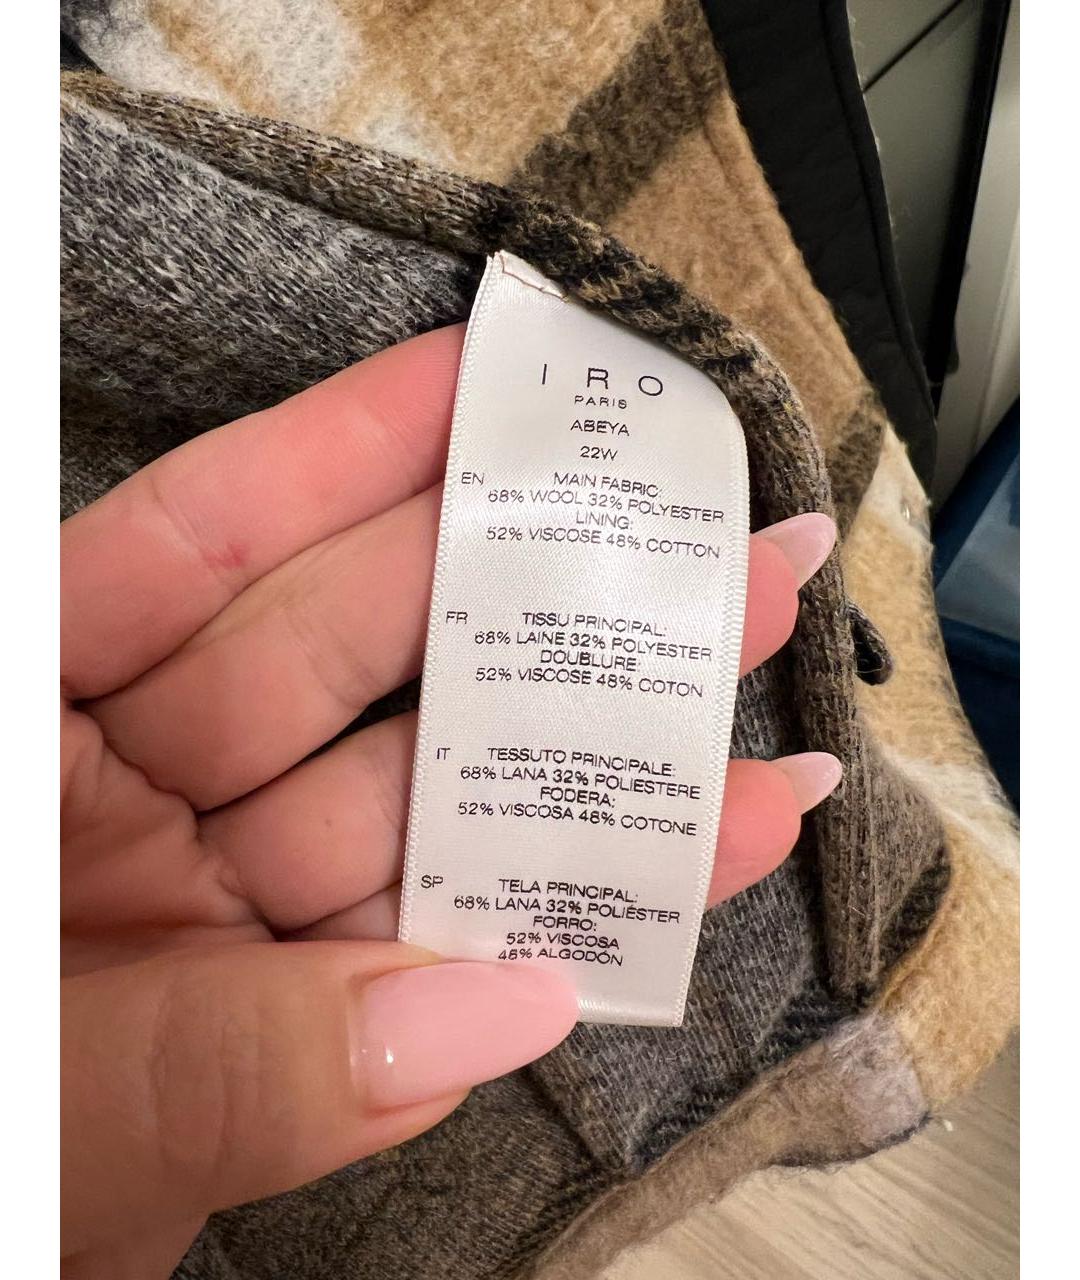 IRO
PARIS
ABEYA
22W
EN
MAIN FABRIC:
68% WOOL 32% POLYESTER
LINING:
52% VISCOSE 48% COTTON
FR
TISSU PRINCIPAL:
68% LAINE 32% POLYESTER
DOUBLURE:
52% VISCOSE 48% COTON
IT
TESSUTO PRINCIPALE:
68% LANA 32% POLIESTERE
FODERA:
52% VISCOSA 48% COTONE
SP
TELA PRINCIPAL:
68% LANA 32% POLIÉSTER
FORRO:
52% VISCOSA
48% ALGODÓN